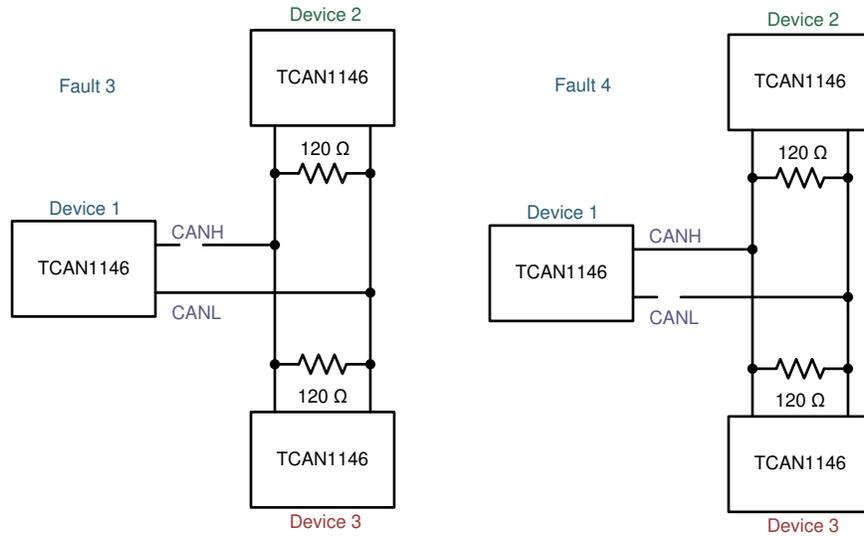 Device 2
TCAN1146
Fault 3
120 Ω
Device 1
CANH
TCAN1146
CANL
120 Ω
TCAN1146
Device 3
Device 2
TCAN1146
Fault 4
120 Ω
Device 1
CANH
TCAN1146
CANL
120 Ω
TCAN1146
Device 3